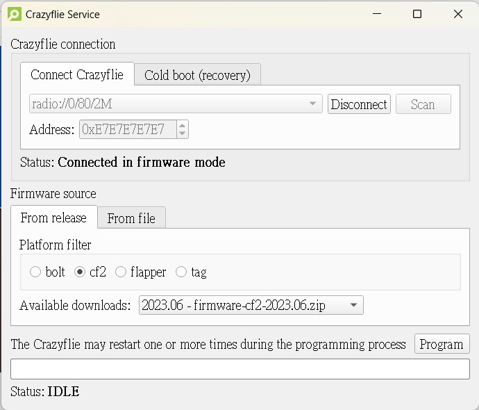 Crazyflie Service
Crazyflie connection
Connect Crazyflie Cold boot (recovery)
radio://0/80/2M Disconnect Scan
Address: 0xE7E7E7E7E7
Status: Connected in firmware mode
Firmware source
From release From file
Platform filter
bolt cf2 flapper tag
Available downloads: 2023.06 - firmware-cf2-2023.06.zip
The Crazyflie may restart one or more times during the programming process Program
Status: IDLE